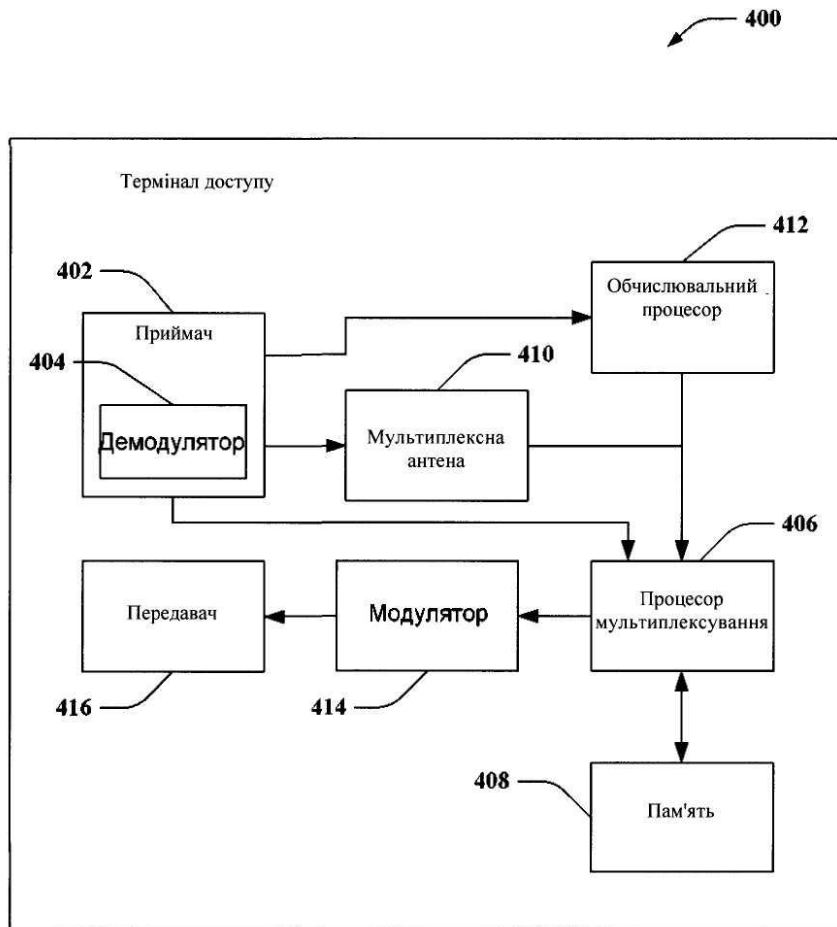 400
Термінал доступу
412
402
Обчислювальний
процесор
Приймач
404
410
Демодулятор
Мультиплексна
антена
406
Передавач
Модулятор
Процесор
мультиплексування
416
414
408
Пам'ять